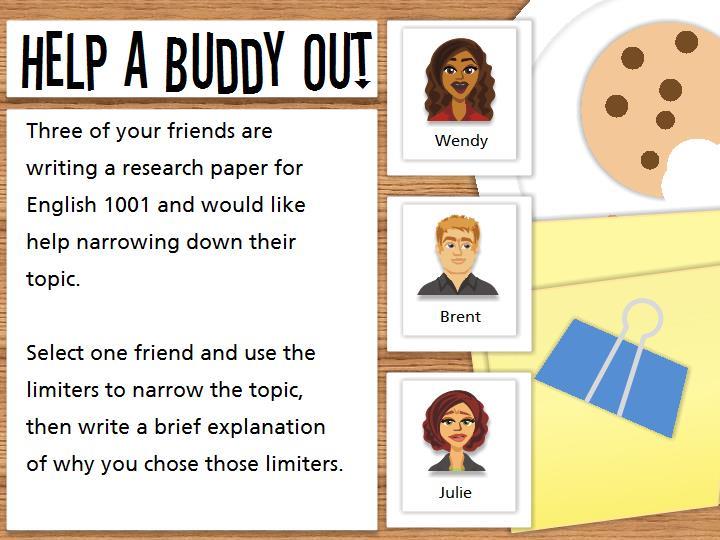 HELP A BUDDY OUT
Three of your friends are
writing a research paper for
English 1001 and would like
help narrowing down their
topic.
Select one friend and use the
limiters to narrow the topic,
then write a brief explanation
of why you chose those limiters.
Wendy
Brent
Julie